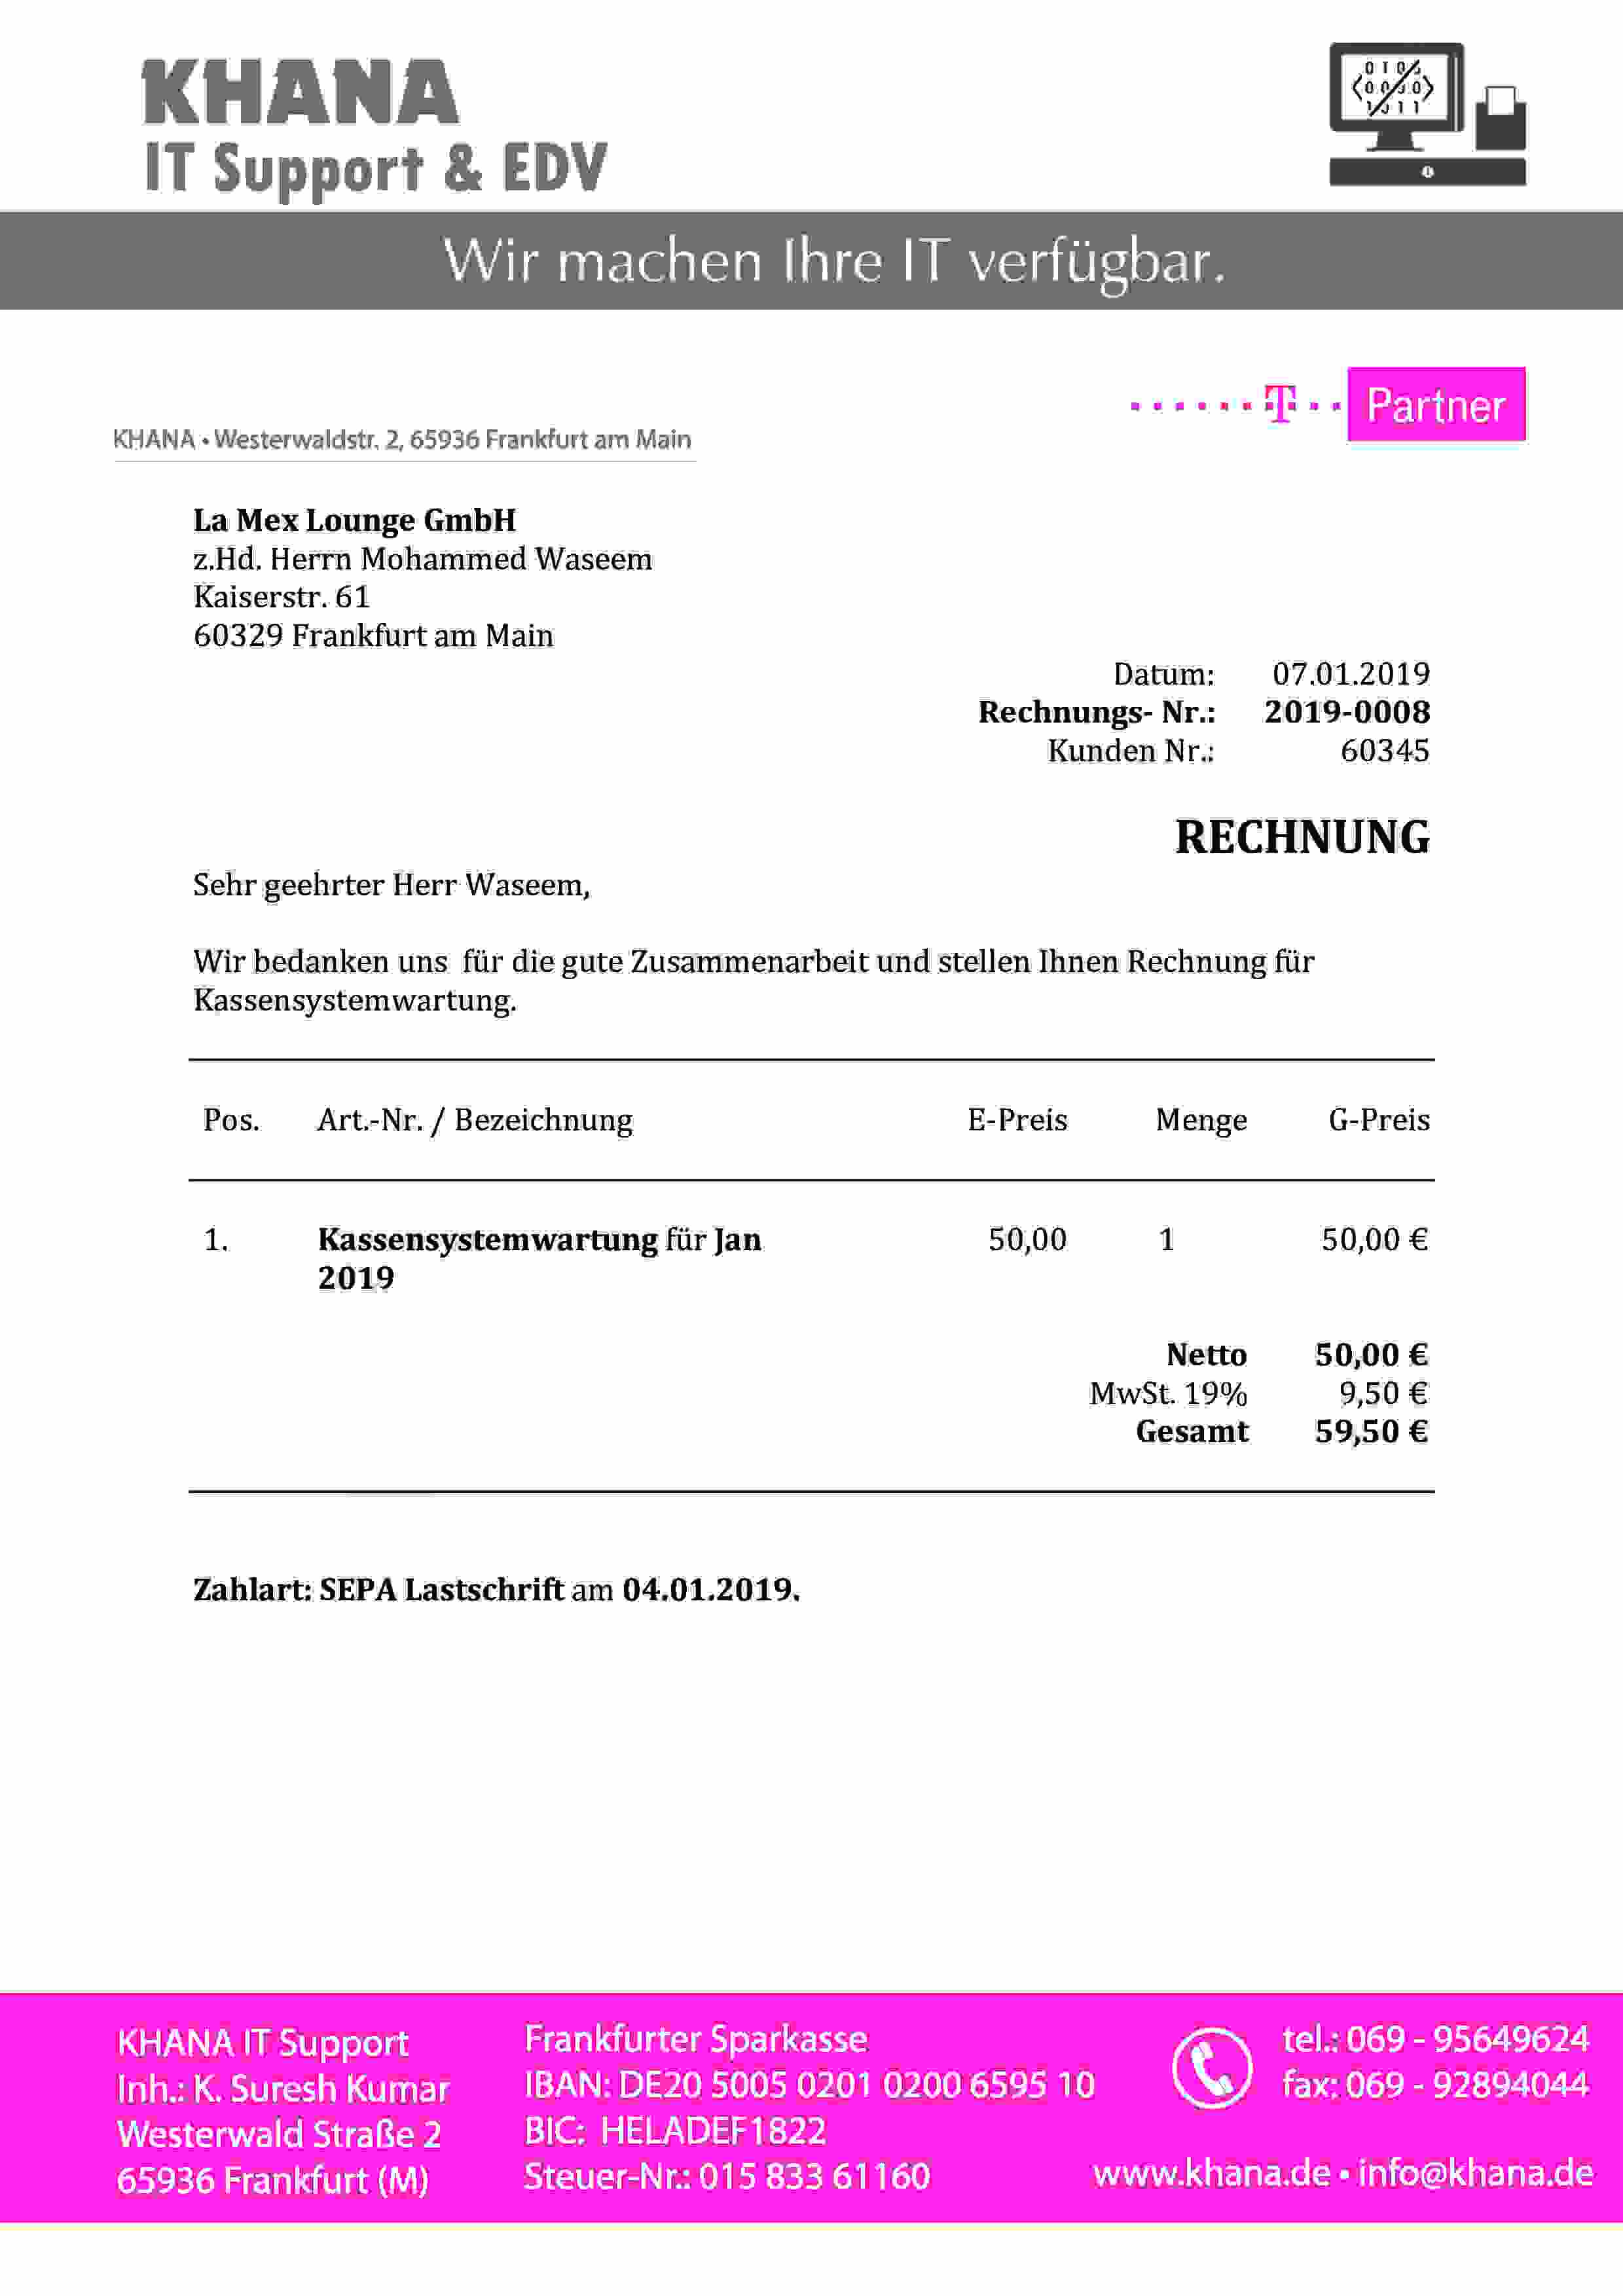 KHANA
IT Support & EDV
Wir machen Ihre IT verfügbar.
T Partner
KHANA • Westerwaldstr. 2, 65936 Frankfurt am Main
La Mex Lounge GmbH
z.Hd. Herrn Mohammed Waseem
Kaiserstr. 61
60329 Frankfurt am Main
Datum: 07.01.2019
Rechnungs- Nr.: 2019-0008
Kunden Nr.: 60345
RECHNUNG
Sehr geehrter Herr Waseem,
Wir bedanken uns für die gute Zusammenarbeit und stellen Ihnen Rechnung für
Kassensystemwartung.
Pos. Art.-Nr. / Bezeichnung E-Preis Menge G-Preis
1. Kassensystemwartung für Jan 50,00 1 50,00 €
2019
Netto 50,00 €
MwSt. 19% 9,50 €
Gesamt 59,50 €
Zahlart: SEPA Lastschrift am 04.01.2019.
KHANA IT Support
Inh.: K. Suresh Kumar
Westerwald Straße 2
65936 Frankfurt (M)
Frankfurter Sparkasse
IBAN: DE20 5005 0201 0200 6595 10
BIC: HELADEF1822
Steuer-Nr.: 015 833 61160
tel.: 069 - 95649624
fax: 069 - 92894044
www.khana.de • info@khana.de